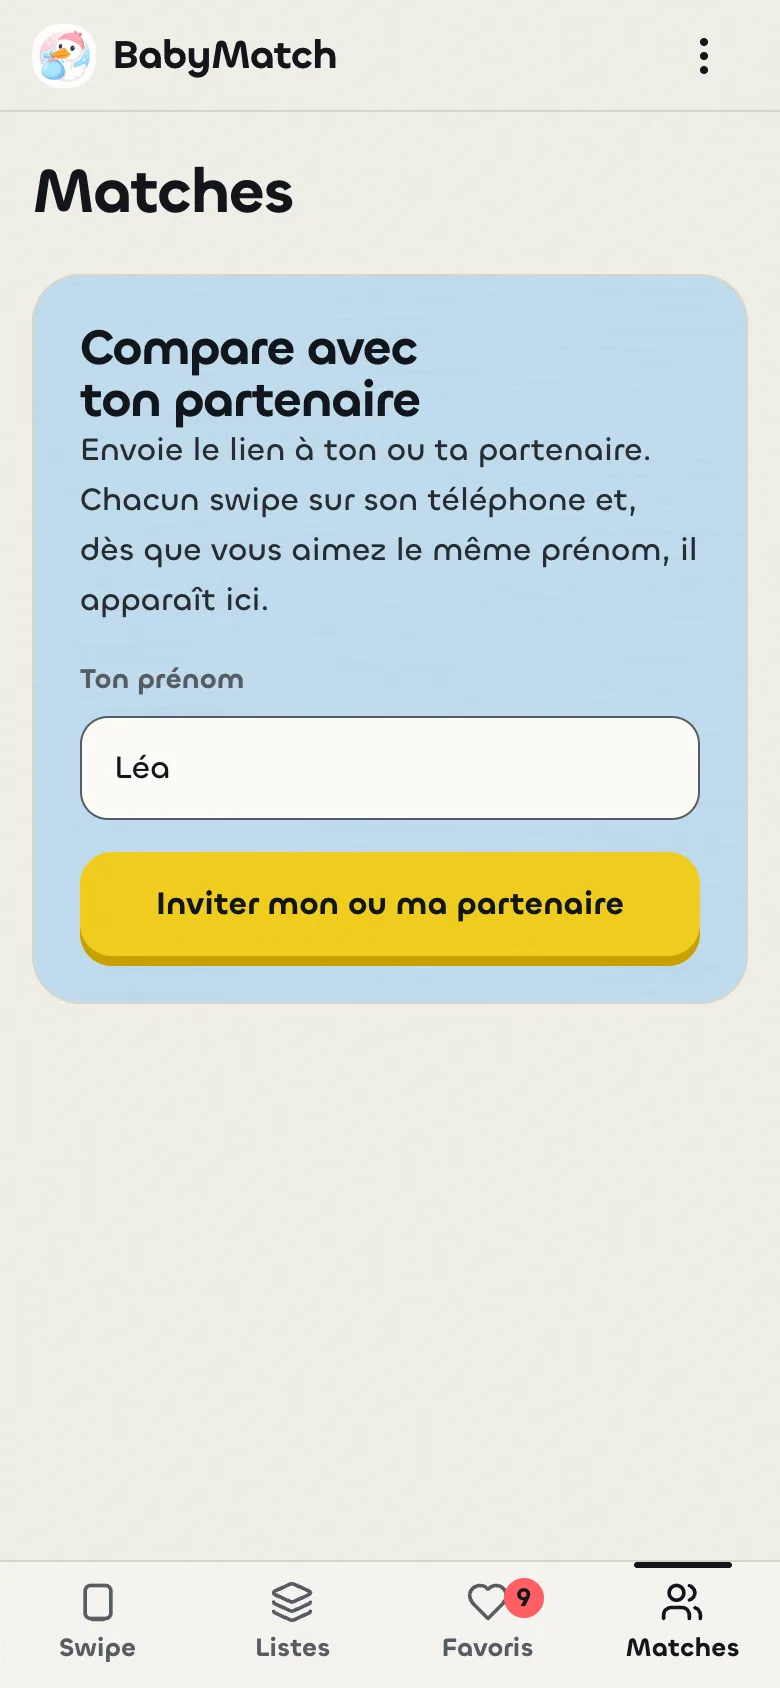 BabyMatch
Matches
Compare avec
ton partenaire
Envoie le lien à ton ou ta partenaire.
Chacun swipe sur son téléphone et,
dès que vous aimez le même prénom, il
apparaît ici.
Ton prénom
Léa
Inviter mon ou ma partenaire
9
Swipe
Listes
Favoris
Matches